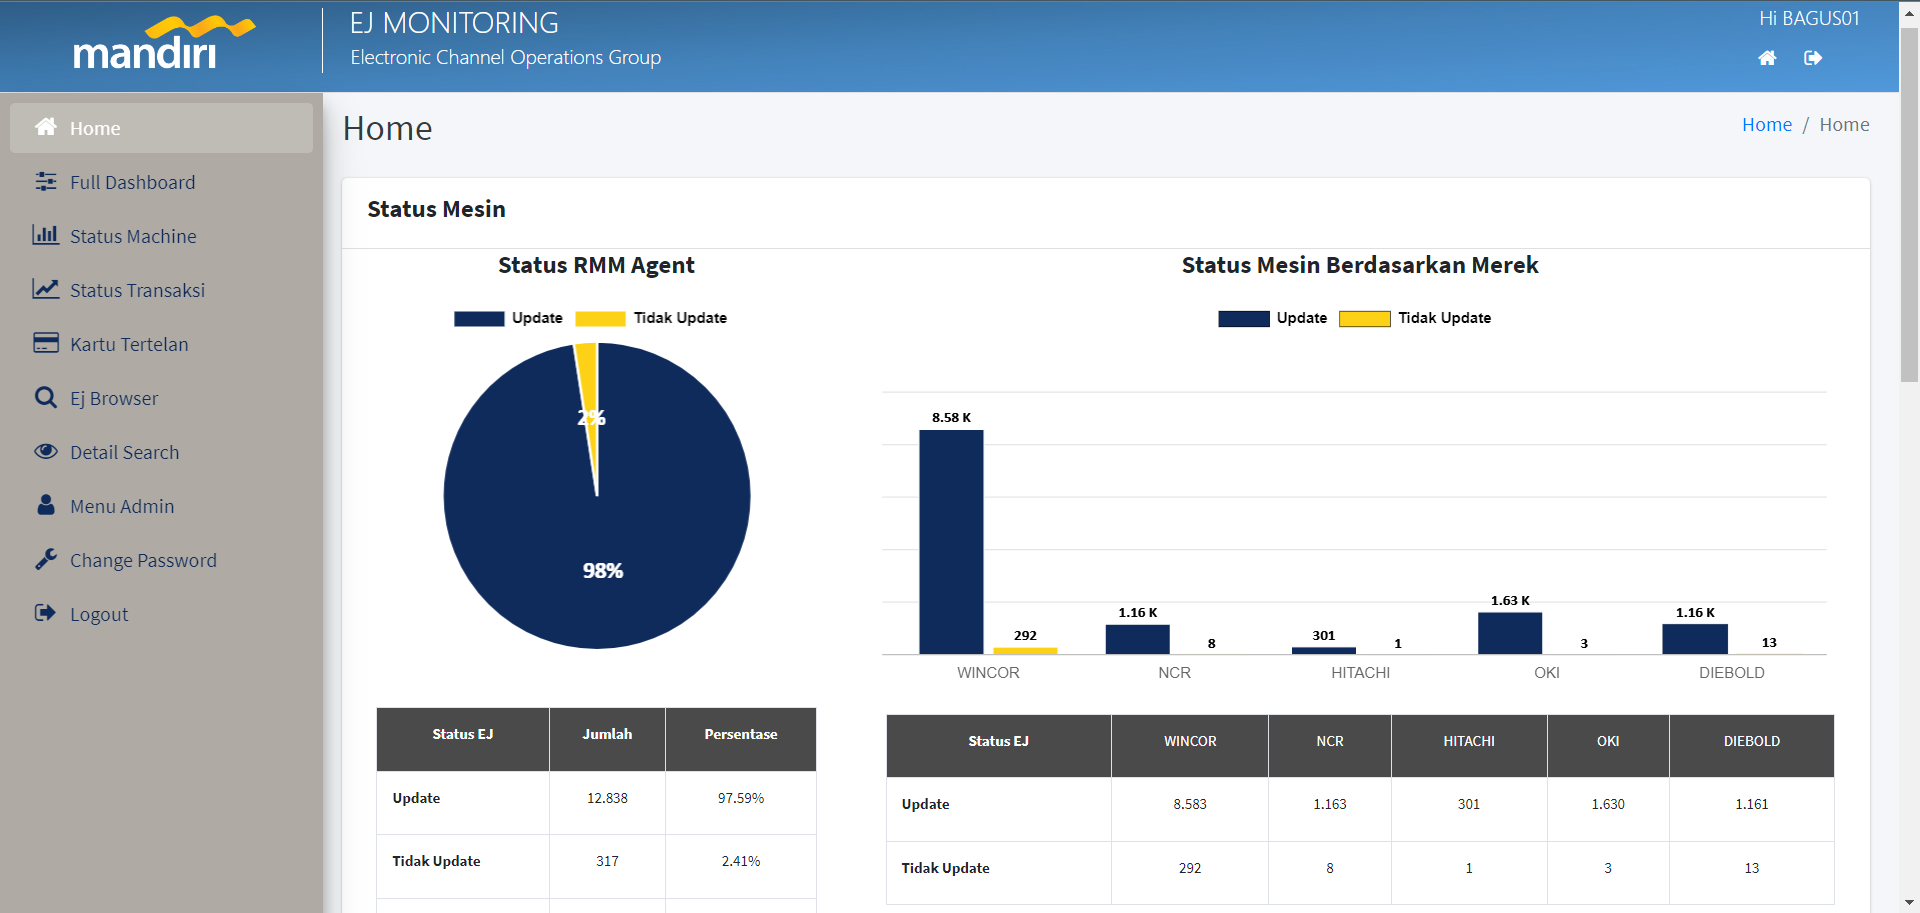 mandiri
EJ MONITORING
Electronic Channel Operations Group
Hi BAGUS01
Home
Full Dashboard
Status Machine
Status Transaksi
Kartu Tertelan
Ej Browser
Detail Search
Menu Admin
Change Password
Logout
Home
Home / Home
Status Mesin
Status RMM Agent
Update Tidak Update
2%
98%
Status EJ Jumlah Persentase
Update 12.838 97.59%
Tidak Update 317 2.41%
Status Mesin Berdasarkan Merek
Update Tidak Update
8.58 K 292 1.16 K 8 301 1 1.63 K 3 1.16 K 13
WINCOR NCR HITACHI OKI DIEBOLD
Status EJ WINCOR NCR HITACHI OKI DIEBOLD
Update 8.583 1.163 301 1.630 1.161
Tidak Update 292 8 1 3 13